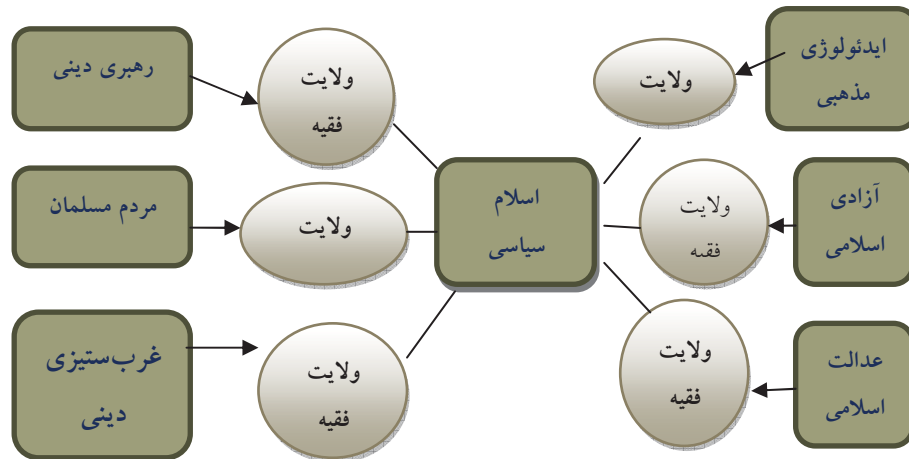 ایدئولوژی
مذهبی
ولایت
آزادی
اسلامی
ولایت
فقیه
عدالت
اسلامی
ولایت
فقیه
اسلام
سیاسی
ولایت
فقیه
رهبری دینی
ولایت
مردم مسلمان
ولایت
فقیه
غرب‌ستیزی
دینی